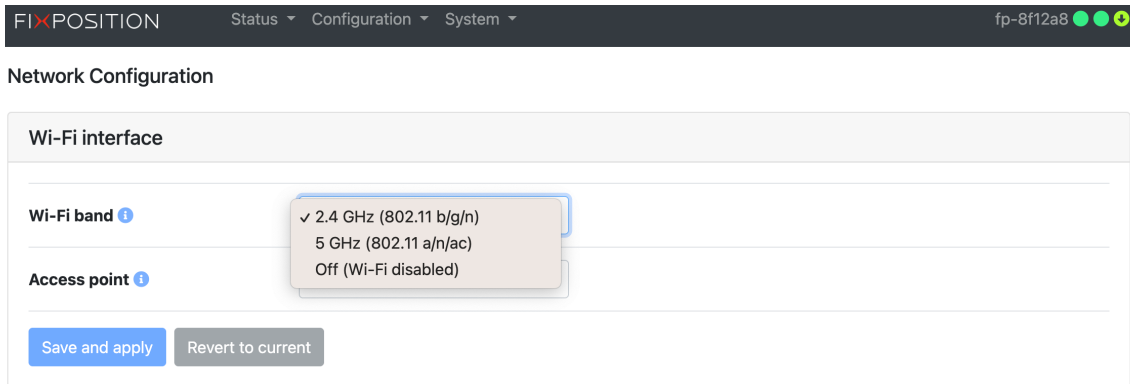 FIXPOSITION Status Configuration System fp-8f12a8
Network Configuration
Wi-Fi interface
Wi-Fi band
2.4 GHz (802.11 b/g/n)
5 GHz (802.11 a/n/ac)
Off (Wi-Fi disabled)
Access point
Save and apply Revert to current